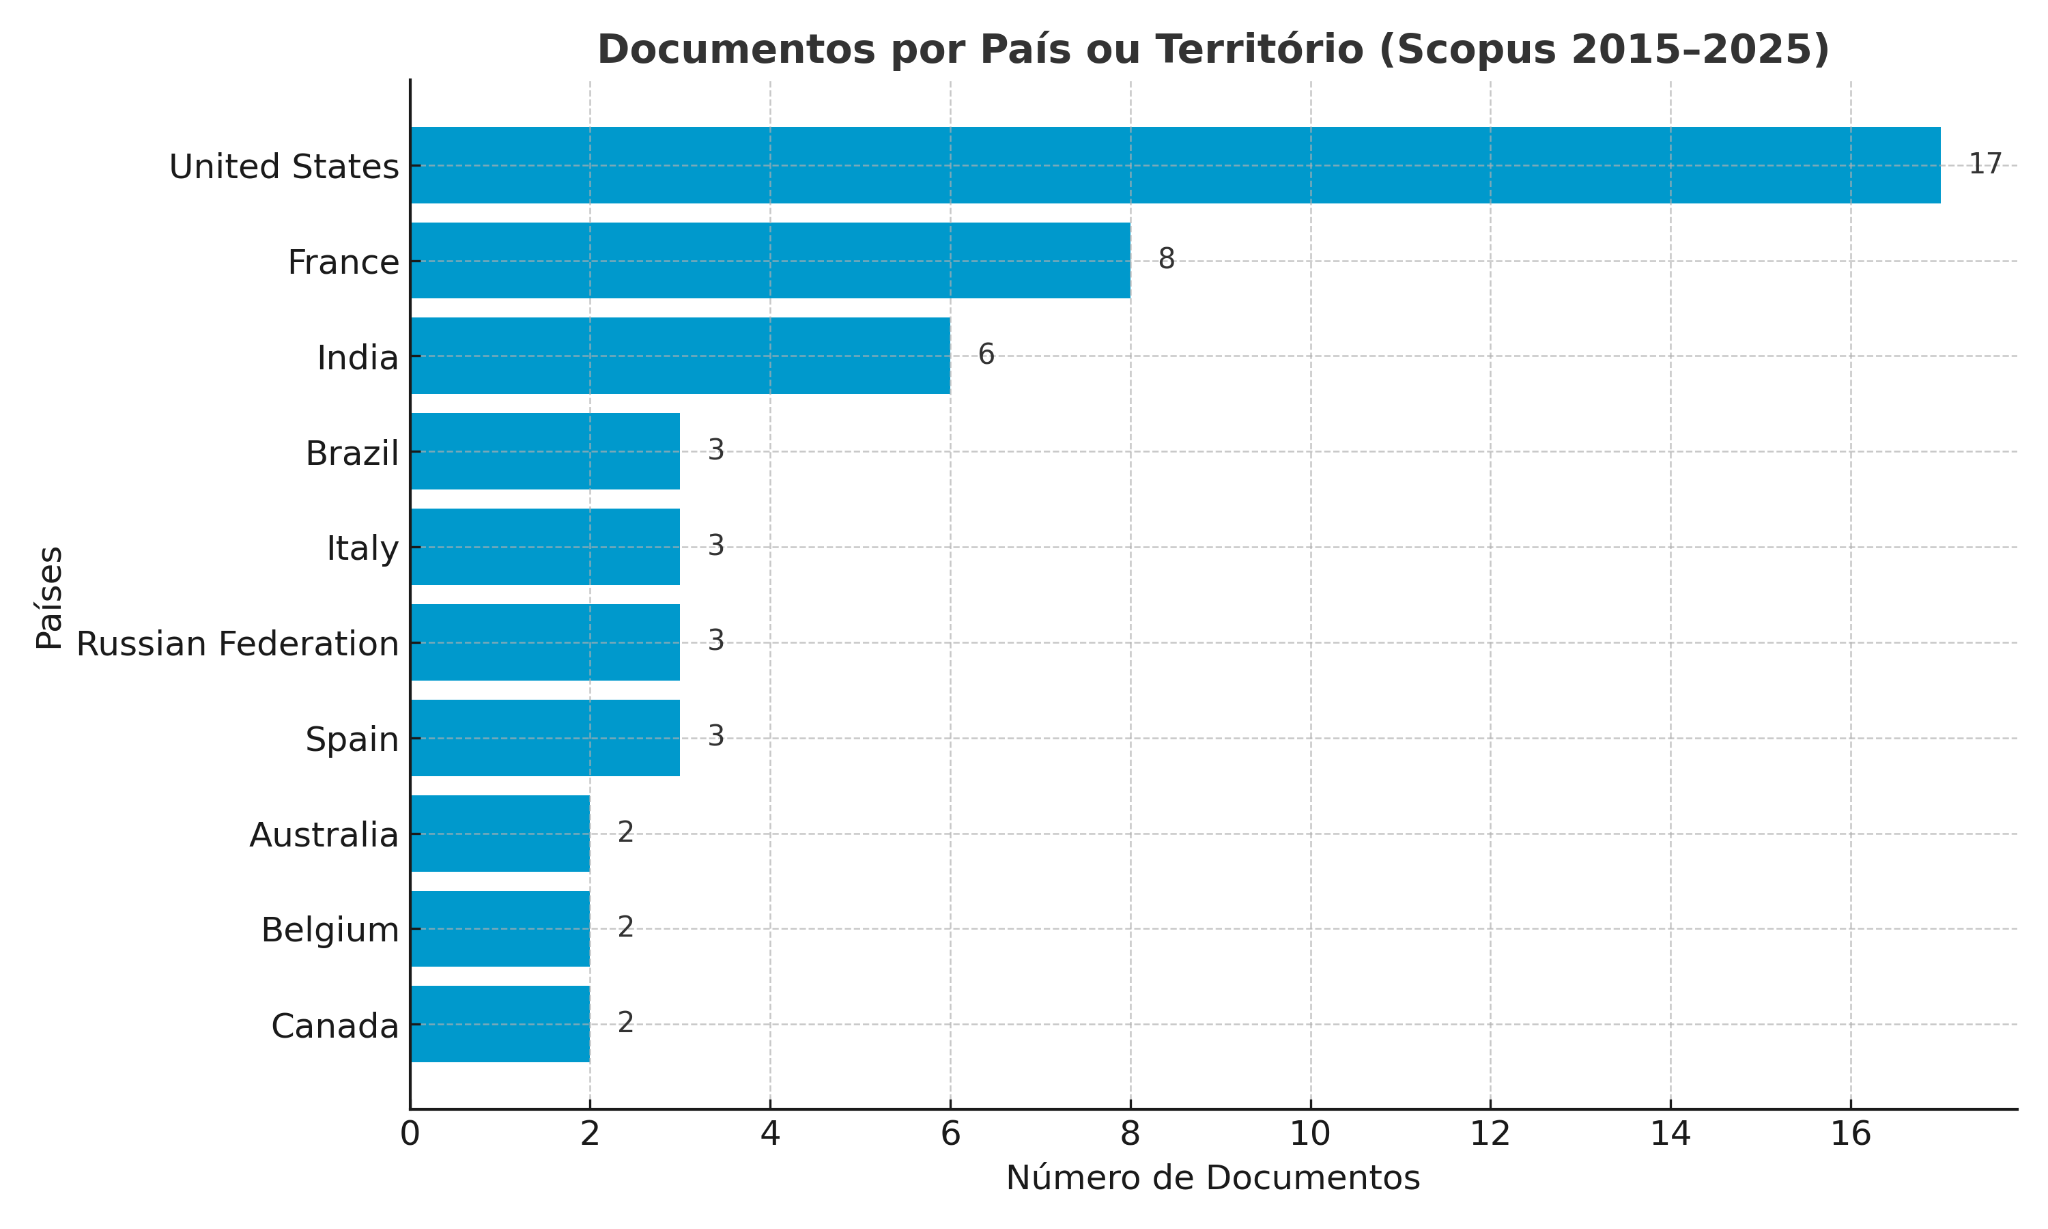 Documentos por País ou Território (Scopus 2015–2025)
Países
United States 17
France 8
India 6
Brazil 3
Italy 3
Russian Federation 3
Spain 3
Australia 2
Belgium 2
Canada 2
0 2 4 6 8 10 12 14 16
Número de Documentos